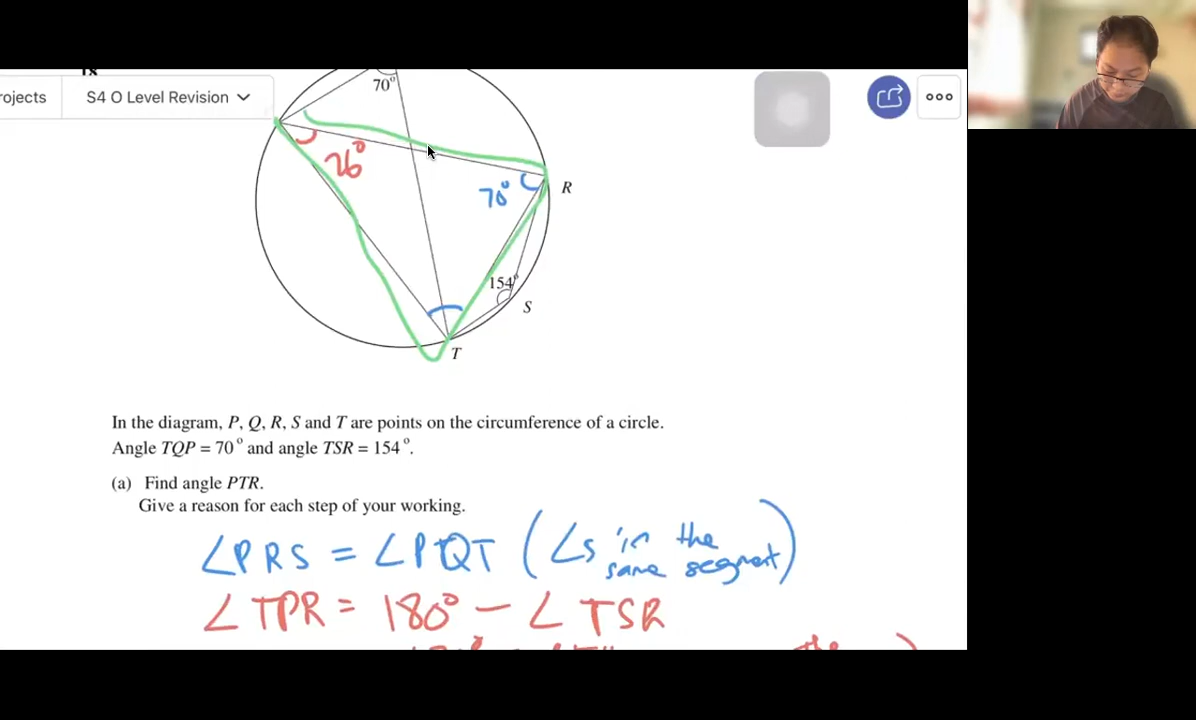 rojects
S4 O Level Revision
70°
26°
70°
R
154°
S
T
In the diagram, P, Q, R, S and T are points on the circumference of a circle.
Angle TQP = 70° and angle TSR = 154°.
(a) Find angle PTR.
Give a reason for each step of your working.
∠PRS = ∠PQT (∠s in the same segment)
∠TPR = 180° − ∠TSR